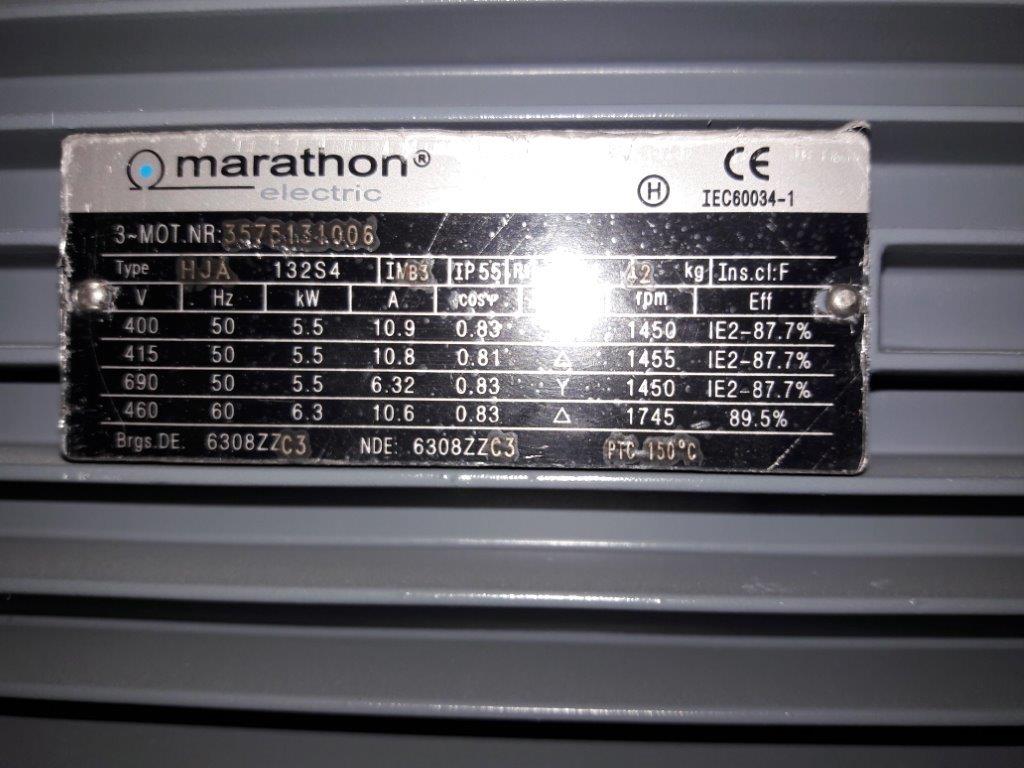 marathon®
electric
CE
H
IEC60034-1
3~MOT.NR: 3575131006
Type HJA 132S4 IMB3 IP55 42 kg Ins.cl:F
V Hz kW A cosφ rpm Eff
400 50 5.5 10.9 0.83 1450 IE2-87.7%
415 50 5.5 10.8 0.81 △ 1455 IE2-87.7%
690 50 5.5 6.32 0.83 Y 1450 IE2-87.7%
460 60 6.3 10.6 0.83 △ 1745 89.5%
Brgs.DE. 6308ZZC3 NDE: 6308ZZC3 PTC 150°C